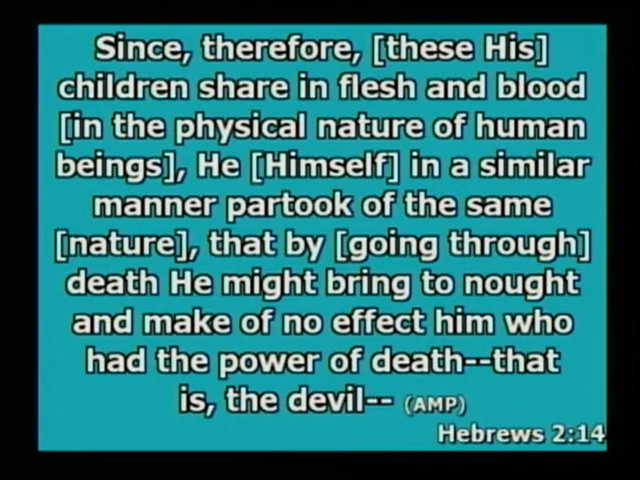 Since, therefore, [these His]
children share in flesh and blood
[in the physical nature of human
beings], He [Himself] in a similar
manner partook of the same
[nature], that by [going through]
death He might bring to nought
and make of no effect him who
had the power of death--that
is, the devil-- (AMP)
Hebrews 2:14